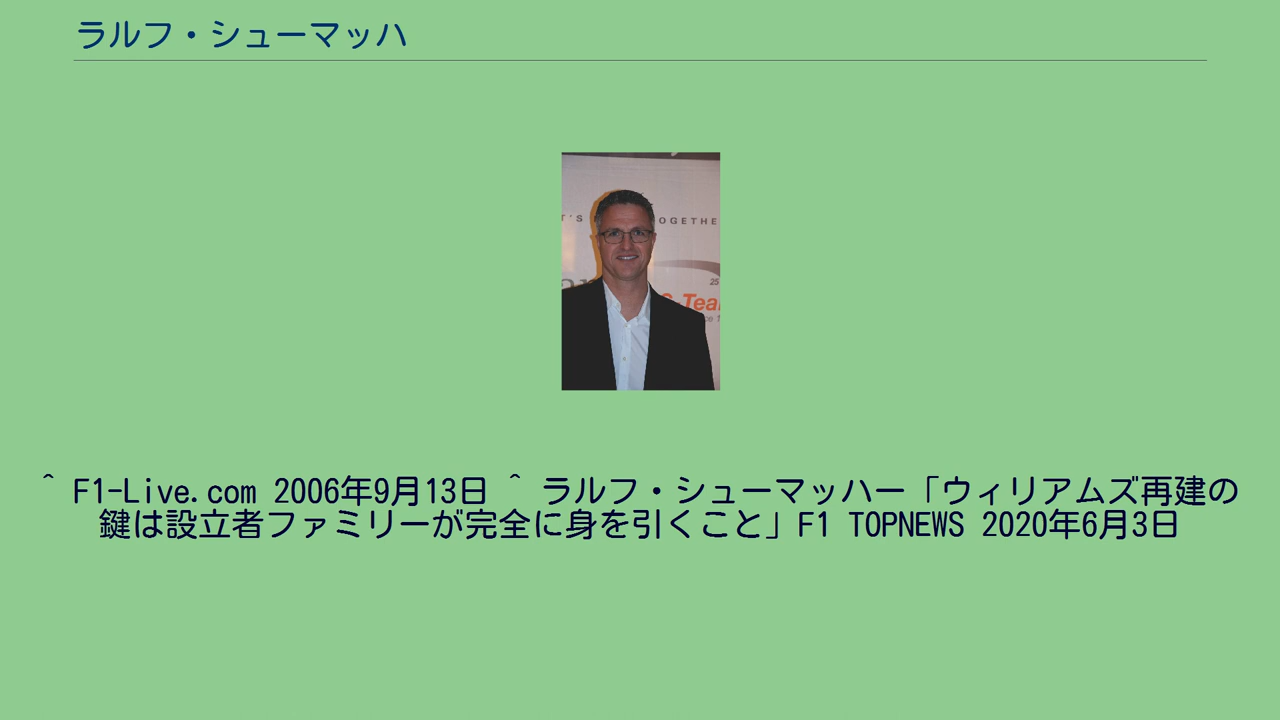 ラルフ・シューマッハ
T'S
OGETHE
25
& Tea
^ F1-Live.com 2006年9月13日 ^ ラルフ・シューマッハー「ウィリアムズ再建の
鍵は設立者ファミリーが完全に身を引くこと」F1 TOPNEWS 2020年6月3日